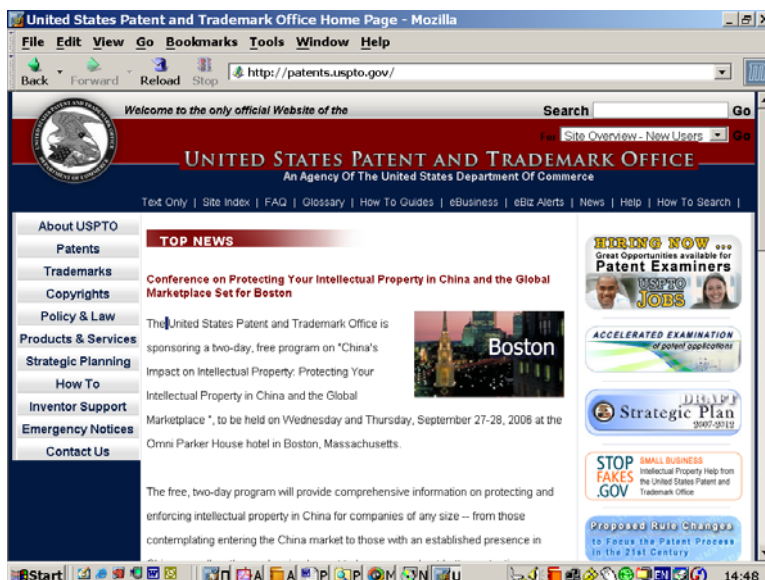 United States Patent and Trademark Office Home Page - Mozilla
File Edit View Go Bookmarks Tools Window Help
Back Forward Reload Stop http://patents.uspto.gov/
Welcome to the only official Website of the Search Go
For Site Overview - New Users Go
UNITED STATES PATENT AND TRADEMARK OFFICE
An Agency Of The United States Department Of Commerce
Text Only | Site Index | FAQ | Glossary | How To Guides | eBusiness | eBiz Alerts | News | Help | How To Search |
About USPTO
Patents
Trademarks
Copyrights
Policy & Law
Products & Services
Strategic Planning
How To
Inventor Support
Emergency Notices
Contact Us
TOP NEWS
Conference on Protecting Your Intellectual Property in China and the Global
Marketplace Set for Boston
The United States Patent and Trademark Office is
sponsoring a two-day, free program on "China's
Impact on Intellectual Property: Protecting Your
Intellectual Property in China and the Global
Marketplace ", to be held on Wednesday and Thursday, September 27-28, 2006 at the
Omni Parker House hotel in Boston, Massachusetts.
Boston
The free, two-day program will provide comprehensive information on protecting and
enforcing intellectual property in China for companies of any size -- from those
contemplating entering the China market to those with an established presence in
HIRING NOW ...
Great Opportunities available for
Patent Examiners
USPTO
JOBS
ACCELERATED EXAMINATION
of patent applications
DRAFT
Strategic Plan
2007-2012
STOP
FAKES
.GOV
SMALL BUSINESS
Intellectual Property Help from
the United States Patent and
Trademark Office
Proposed Rule Changes
to Focus the Patent Process
in the 21st Century
Start 14:48